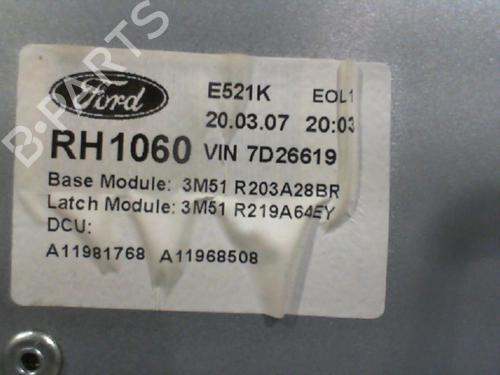 Ford
E521K EOL1
20.03.07 20:03
RH1060 VIN 7D26619
Base Module: 3M51 R203A28BR
Latch Module: 3M51 R219A64EY
DCU:
A11981768 A11968508
B-PARTS